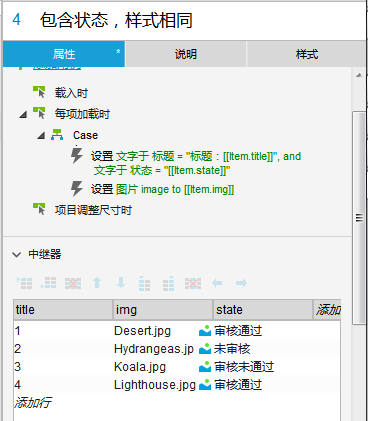 4 包含状态，样式相同
属性 * 说明 样式
载入时
每项加载时
Case
设置 文字于 标题 = "标题：[[Item.title]]", and
文字于 状态 = "[[Item.state]]"
设置 图片 image to [[Item.img]]
项目调整尺寸时
中继器
title img state 添加
1 Desert.jpg 审核通过
2 Hydrangeas.jp 未审核
3 Koala.jpg 审核未通过
4 Lighthouse.jpg 审核通过
添加行